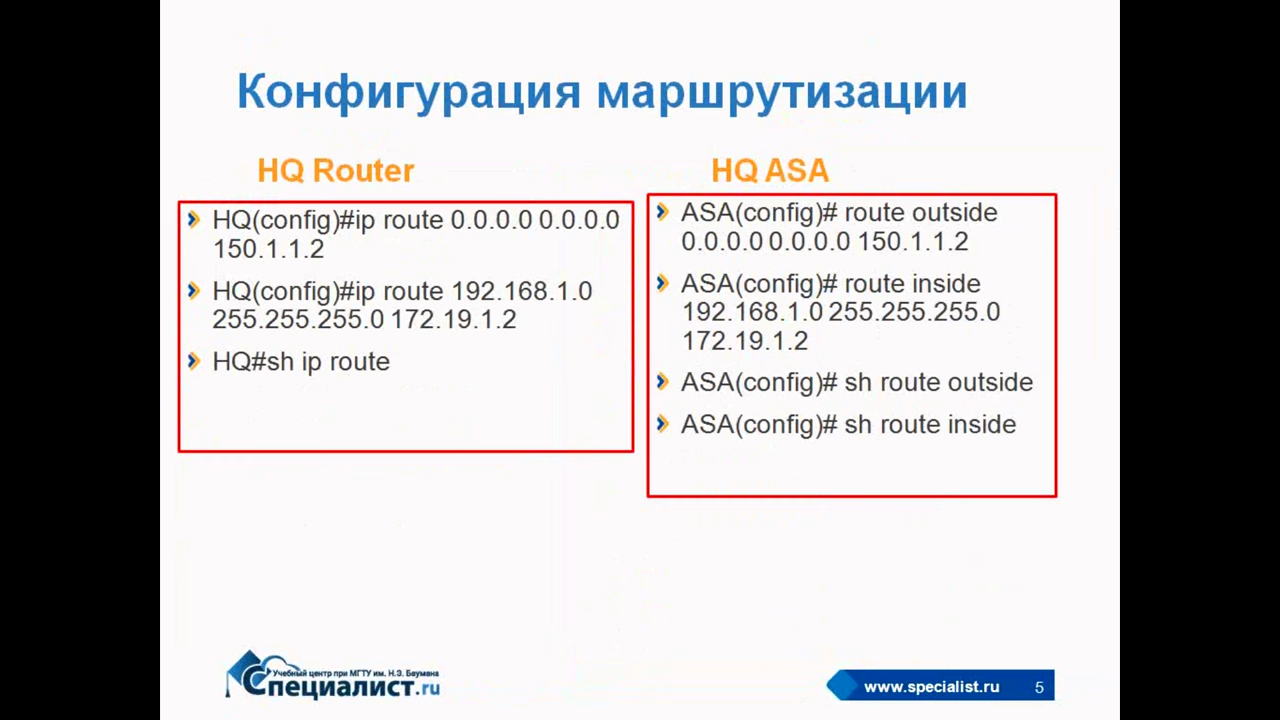 Конфигурация маршрутизации
HQ Router
HQ(config)#ip route 0.0.0.0 0.0.0.0
150.1.1.2
HQ(config)#ip route 192.168.1.0
255.255.255.0 172.19.1.2
HQ#sh ip route
HQ ASA
ASA(config)# route outside
0.0.0.0 0.0.0.0 150.1.1.2
ASA(config)# route inside
192.168.1.0 255.255.255.0
172.19.1.2
ASA(config)# sh route outside
ASA(config)# sh route inside
Учебный центр при МГТУ им. Н.Э. Баумана
Специалист.ru
www.specialist.ru 5